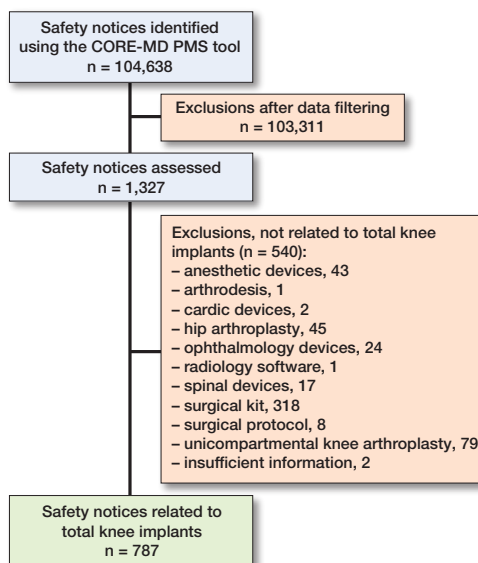 Safety notices identified
using the CORE-MD PMS tool
n = 104,638
Exclusions after data filtering
n = 103,311
Safety notices assessed
n = 1,327
Exclusions, not related to total knee
implants (n = 540):
– anesthetic devices, 43
– arthrodesis, 1
– cardic devices, 2
– hip arthroplasty, 45
– ophthalmology devices, 24
– radiology software, 1
– spinal devices, 17
– surgical kit, 318
– surgical protocol, 8
– unicompartmental knee arthroplasty, 79
– insufficient information, 2
Safety notices related to
total knee implants
n = 787